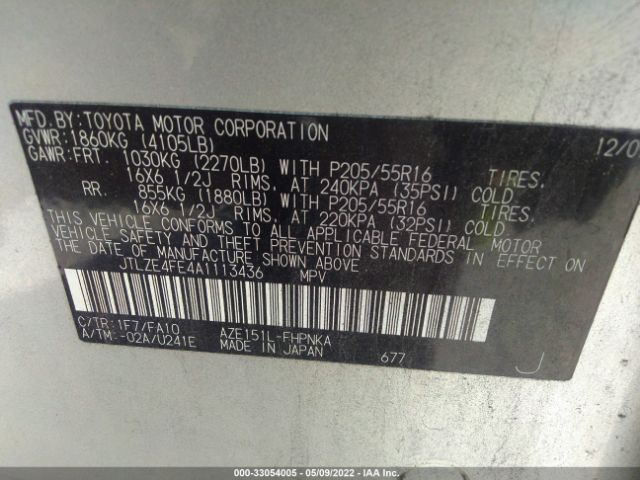 MFD.BY:TOYOTA MOTOR CORPORATION 12/0
GVWR:1860KG (4105LB)
GAWR:FRT. 1030KG (2270LB) WITH P205/55R16 TIRES.
16X6 1/2J RIMS. AT 240KPA (35PSI) COLD
RR. 855KG (1880LB) WITH P205/55R16 TIRES.
16X6 1/2J RIMS. AT 220KPA (32PSI) COLD
THIS VEHICLE CONFORMS TO ALL APPLICABLE FEDERAL MOTOR
VEHICLE SAFETY AND THEFT PREVENTION STANDARDS IN EFFECT ON
THE DATE OF MANUFACTURE SHOWN ABOVE.
JTLZE4FE4A1113436 MPV
C/TR:1F7/FA10 AZE151L-FHPNKA
A/TM:-02A/U241E MADE IN JAPAN 677 J
000-33054005 - 05/09/2022 - IAA Inc.